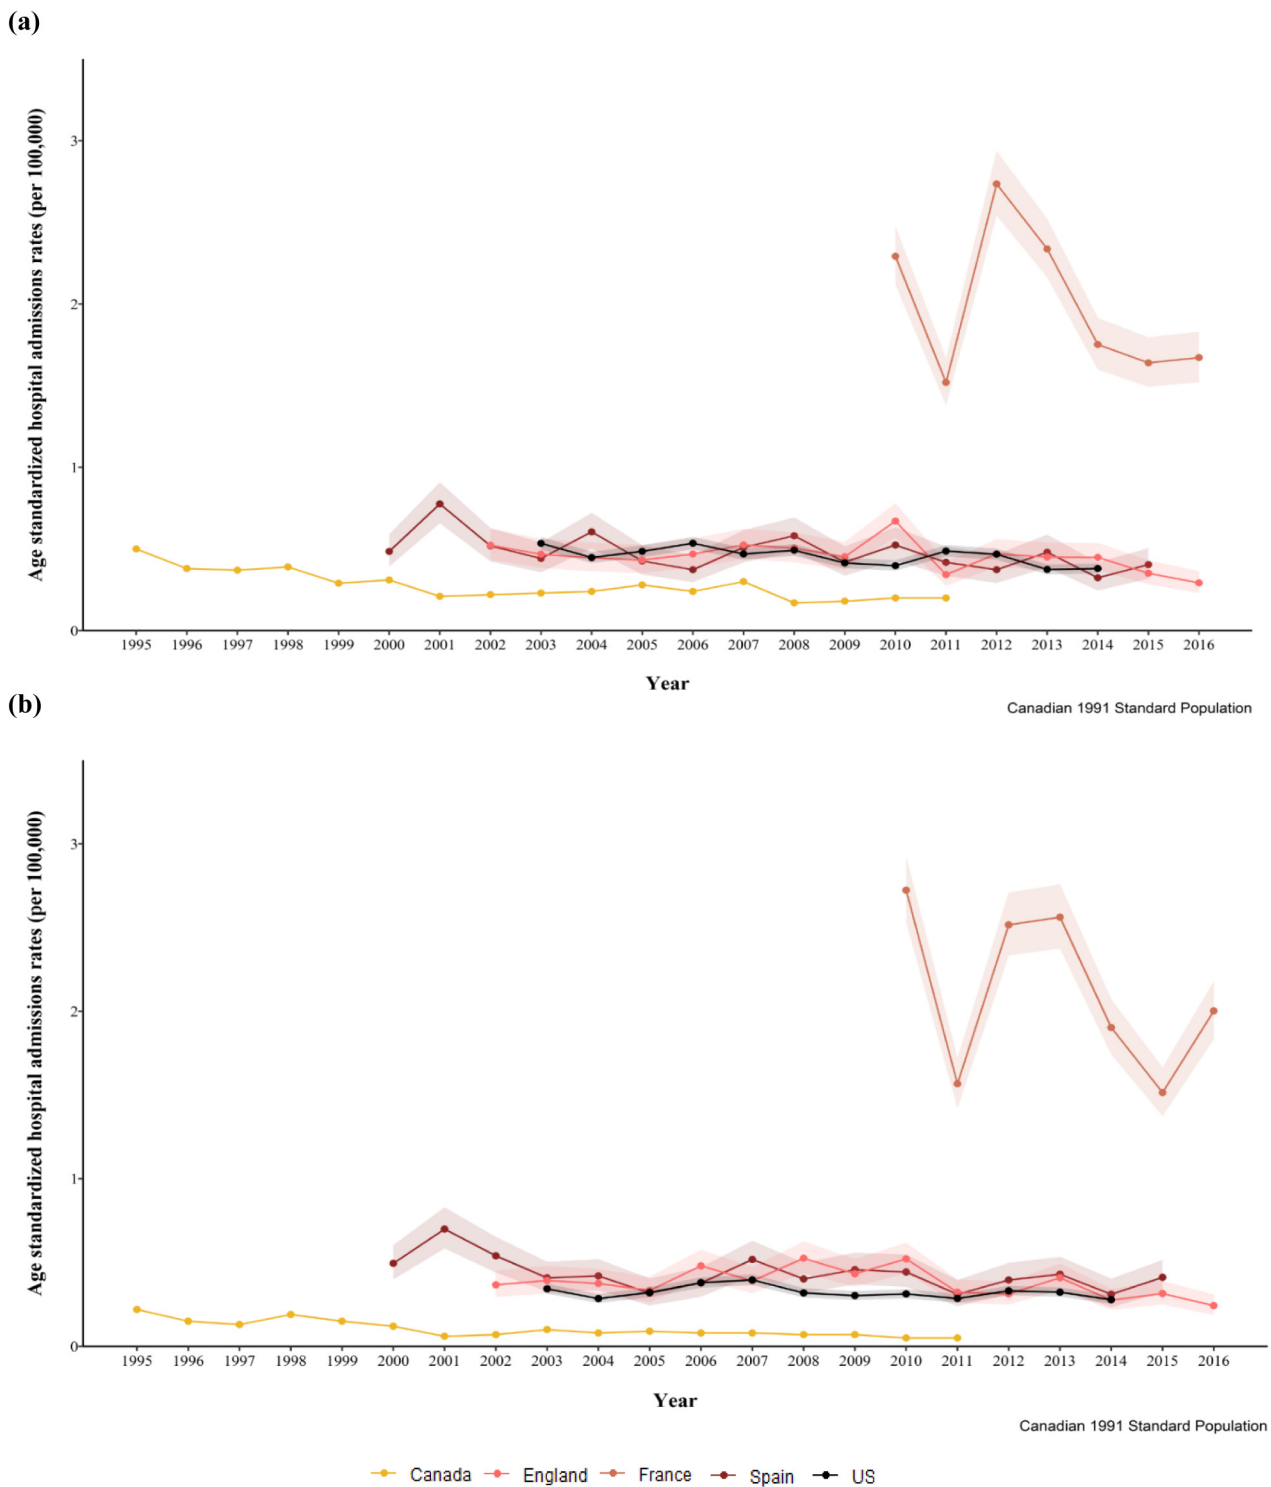 (a)
Age standardized hospital admissions rates (per 100,000)
3
2
1
0
1995 1996 1997 1998 1999 2000 2001 2002 2003 2004 2005 2006 2007 2008 2009 2010 2011 2012 2013 2014 2015 2016
Year
Canadian 1991 Standard Population
(b)
Age standardized hospital admissions rates (per 100,000)
3
2
1
0
1995 1996 1997 1998 1999 2000 2001 2002 2003 2004 2005 2006 2007 2008 2009 2010 2011 2012 2013 2014 2015 2016
Year
Canadian 1991 Standard Population
Canada England France Spain US